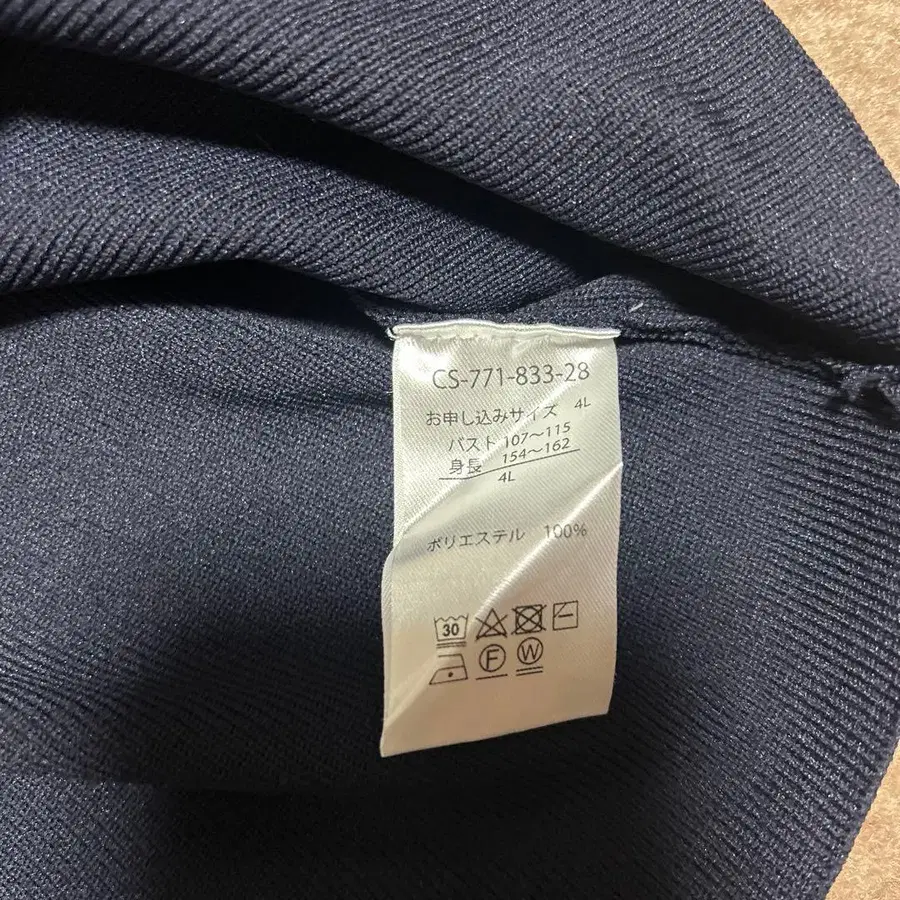 CS-771-833-28
お申し込みサイズ 4L
バスト 107～115
身長 154～162
4L
ポリエステル 100%
30
F W